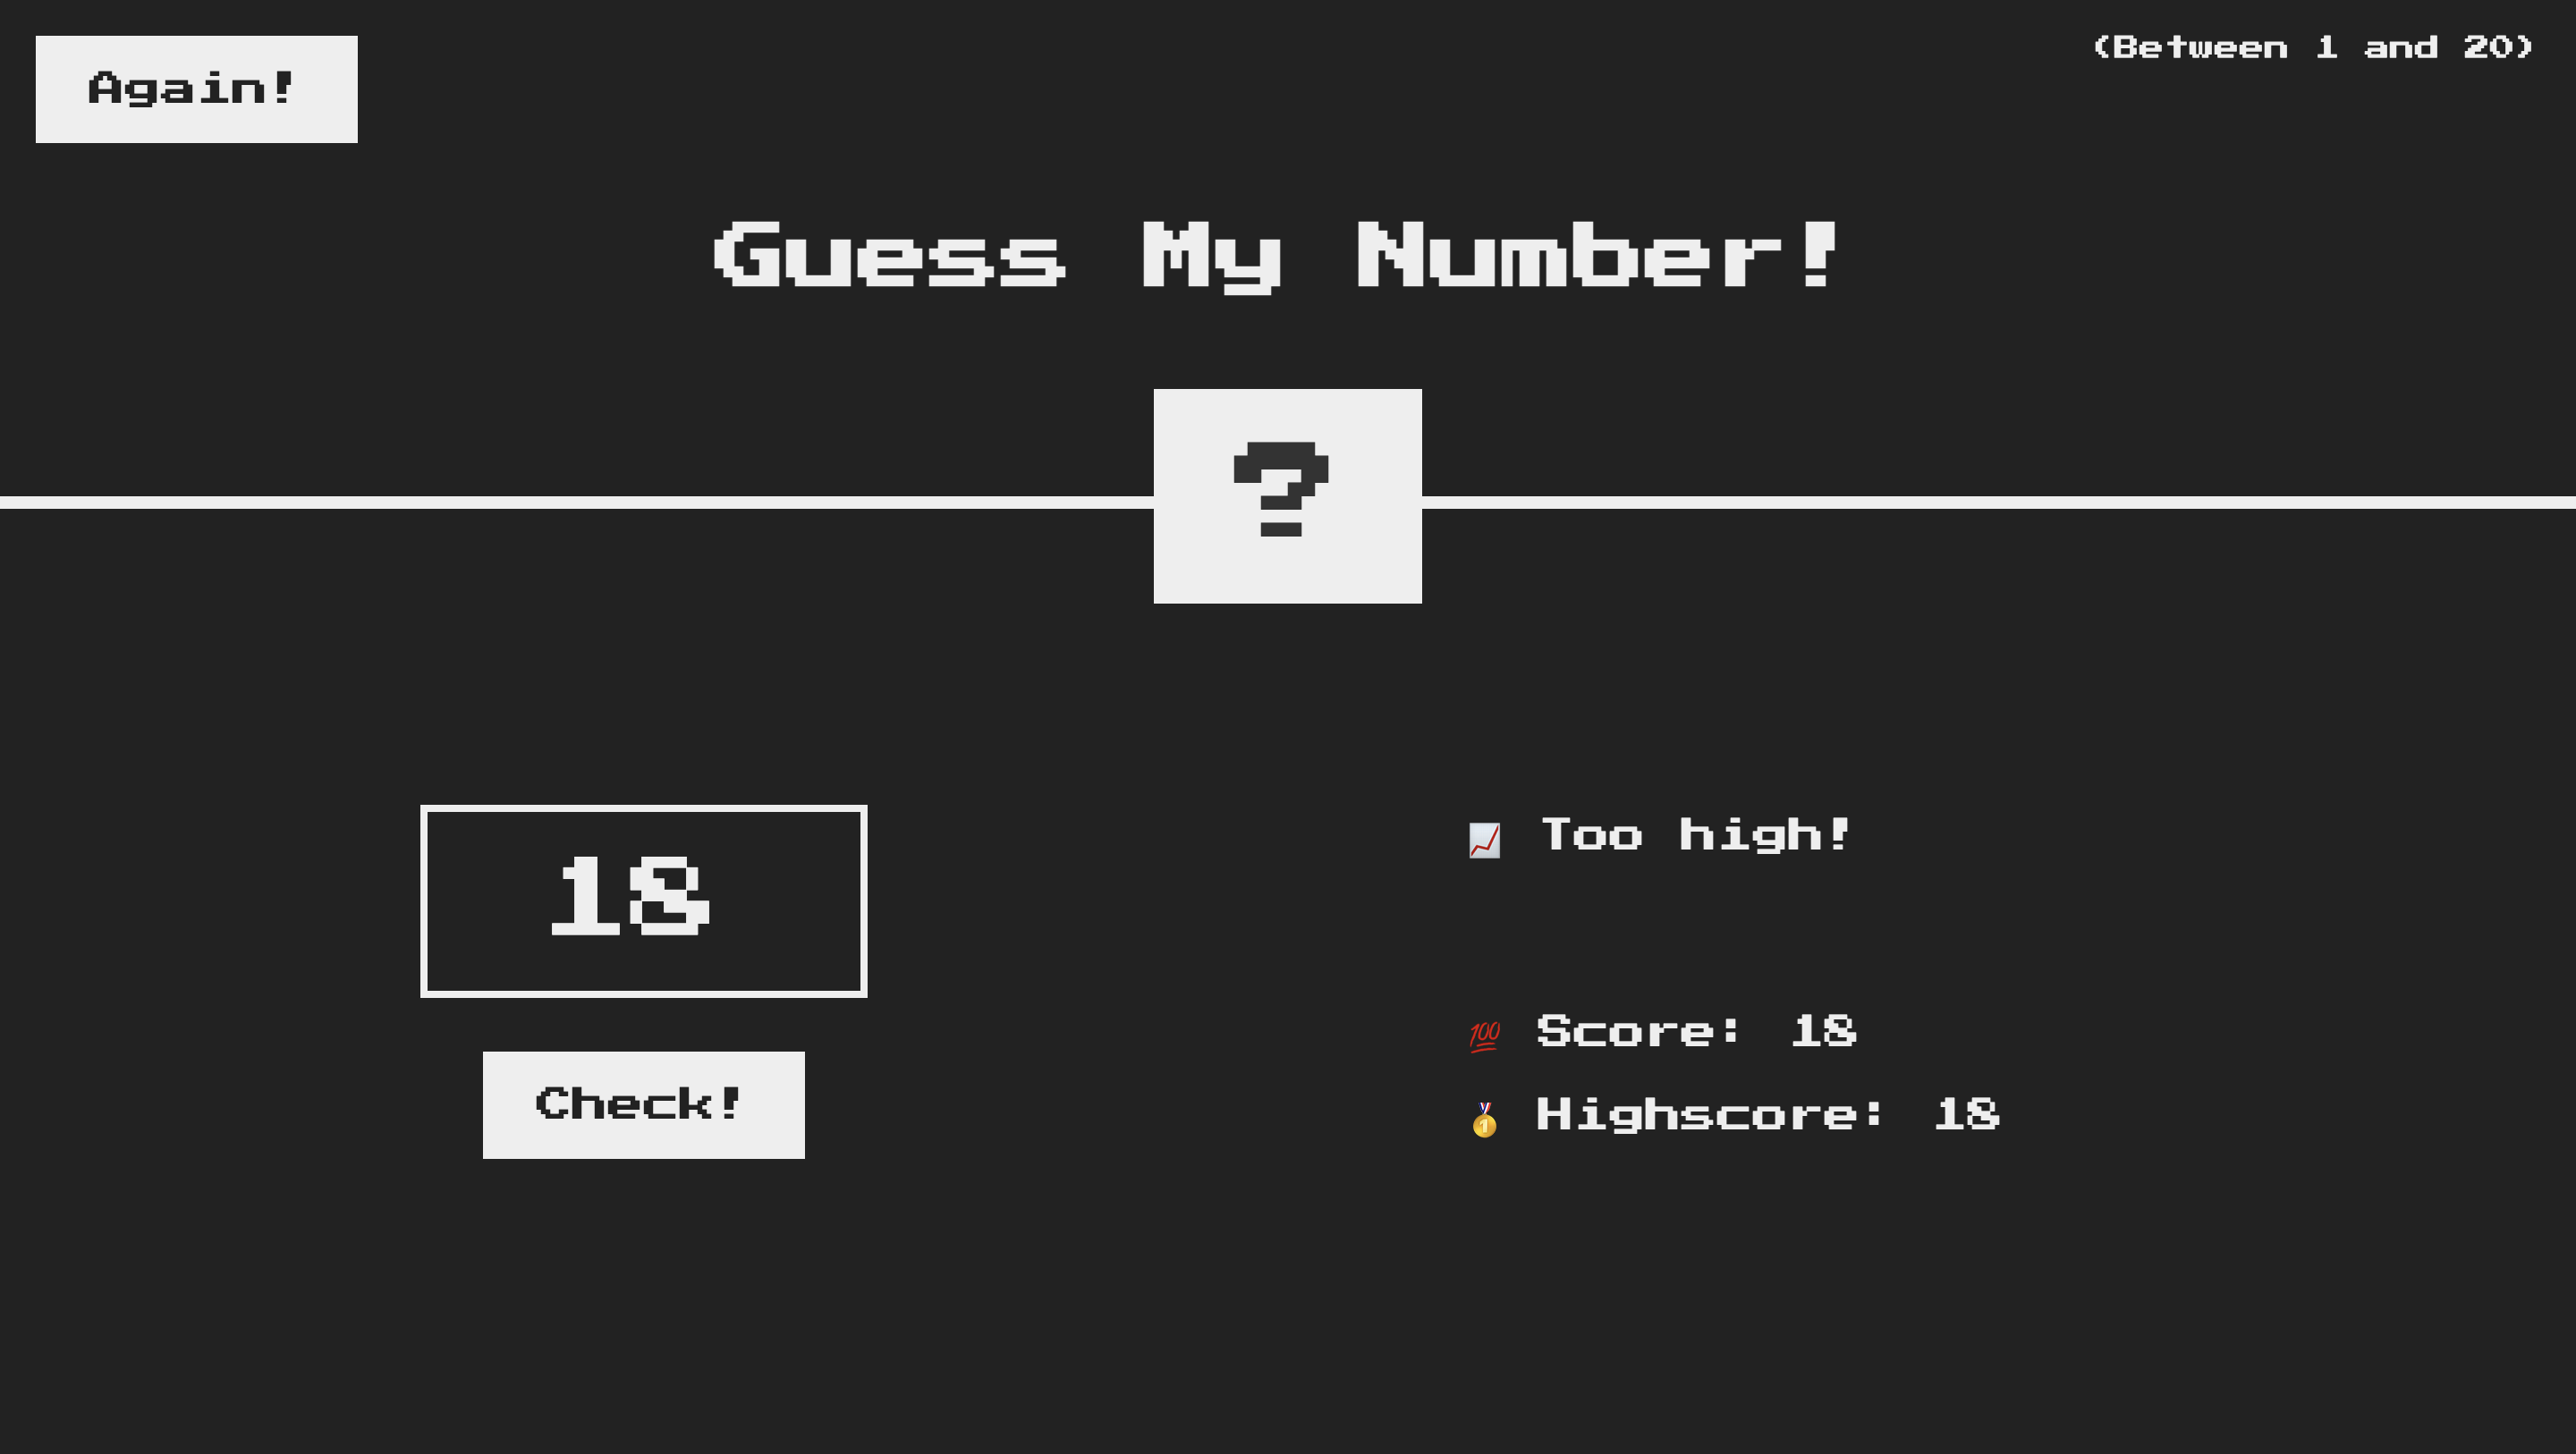 Again!
(Between 1 and 20)
Guess My Number!
?
18
Check!
📈 Too high!
💯 Score: 18
🥇 Highscore: 18